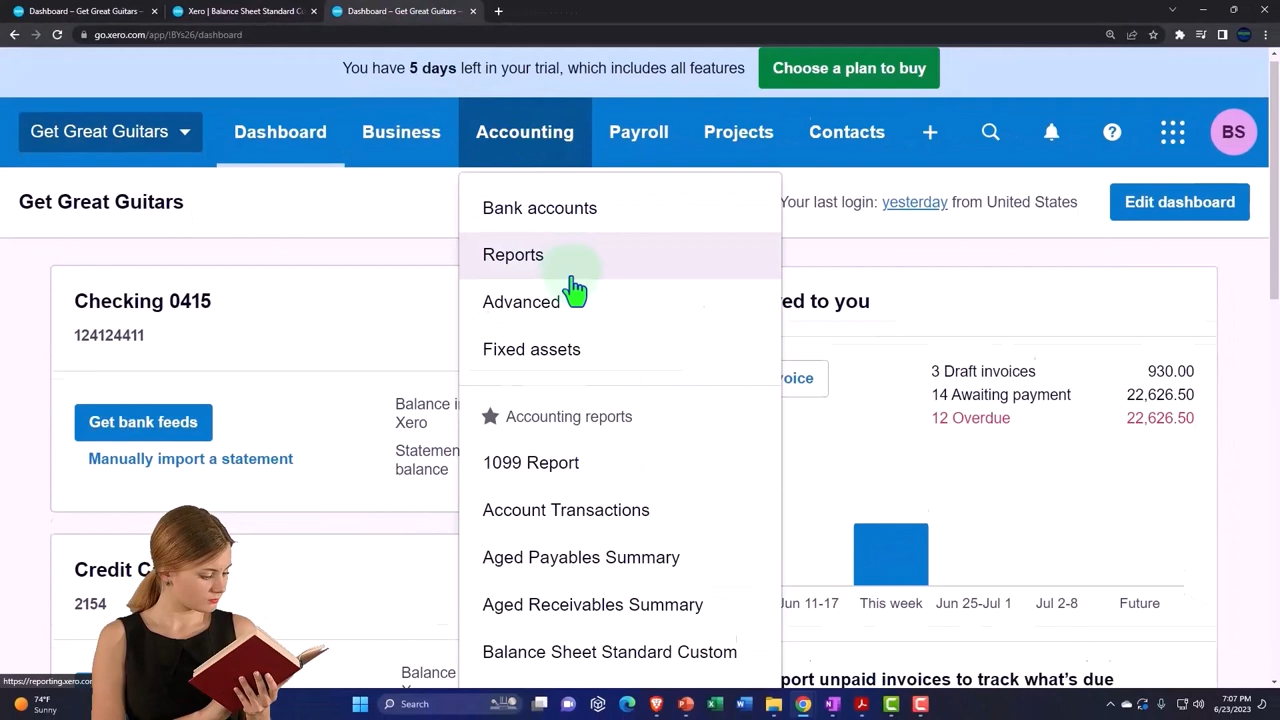 Dashboard – Get Great Guitars
Xero | Balance Sheet Standard Cu
Dashboard – Get Great Guitars
go.xero.com/app/!BYs26/dashboard
You have 5 days left in your trial, which includes all features
Choose a plan to buy
Get Great Guitars
Dashboard
Business
Accounting
Payroll
Projects
Contacts
BS
Get Great Guitars
Your last login: yesterday from United States
Edit dashboard
Bank accounts
Reports
Advanced
Fixed assets
Accounting reports
1099 Report
Account Transactions
Aged Payables Summary
Aged Receivables Summary
Balance Sheet Standard Custom
Checking 0415
124124411
Get bank feeds
Manually import a statement
Balance i
Xero
Statemen
balance
Credit C
2154
Balance
X
ed to you
voice
3 Draft invoices 930.00
14 Awaiting payment 22,626.50
12 Overdue 22,626.50
Jun 11-17
This week
Jun 25-Jul 1
Jul 2-8
Future
port unpaid invoices to track what's due
https://reporting.xero.com
74°F
Sunny
Search
7:07 PM
6/23/2023